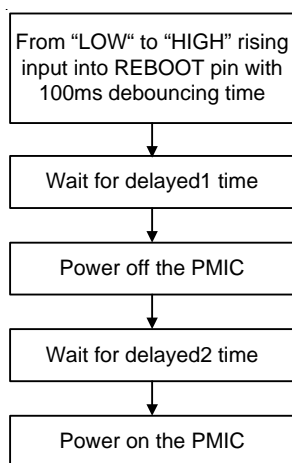 From “LOW“ to “HIGH” rising
input into REBOOT pin with
100ms debouncing time
Wait for delayed1 time
Power off the PMIC
Wait for delayed2 time
Power on the PMIC